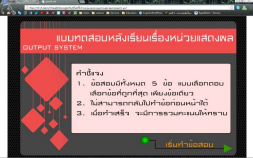 แบบทดสอบหลังเรียนเรื่องหน่วยแสดงผล
OUTPUT SYSTEM
คำชี้แจง
1. ข้อสอบมีทั้งหมด 5 ข้อ แบบเลือกตอบ
เลือกข้อที่ถูกที่สุด เพียงข้อเดียว
2. ไม่สามารถกลับไปทำข้อก่อนหน้าได้
3. เมื่อทำเสร็จ จะมีการรวมคะแนนให้ทราบ
เริ่มทำข้อสอบ